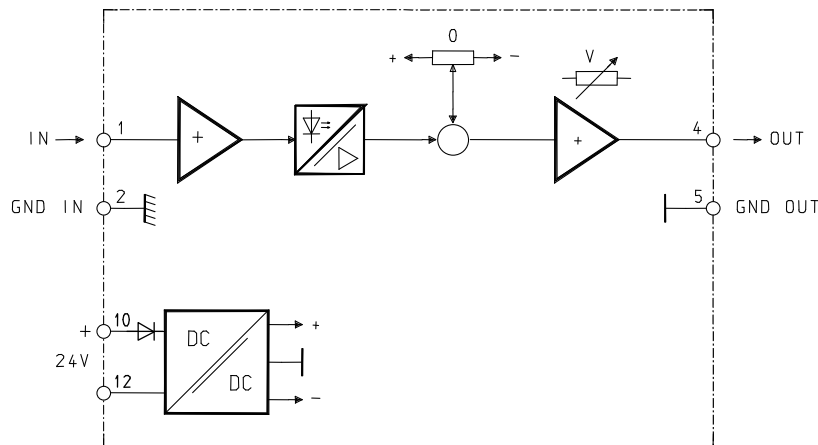 0
+ -
V
1
4
IN
+
+
OUT
2
5
GND IN
GND OUT
10
+
DC
+
24V
12
DC
-